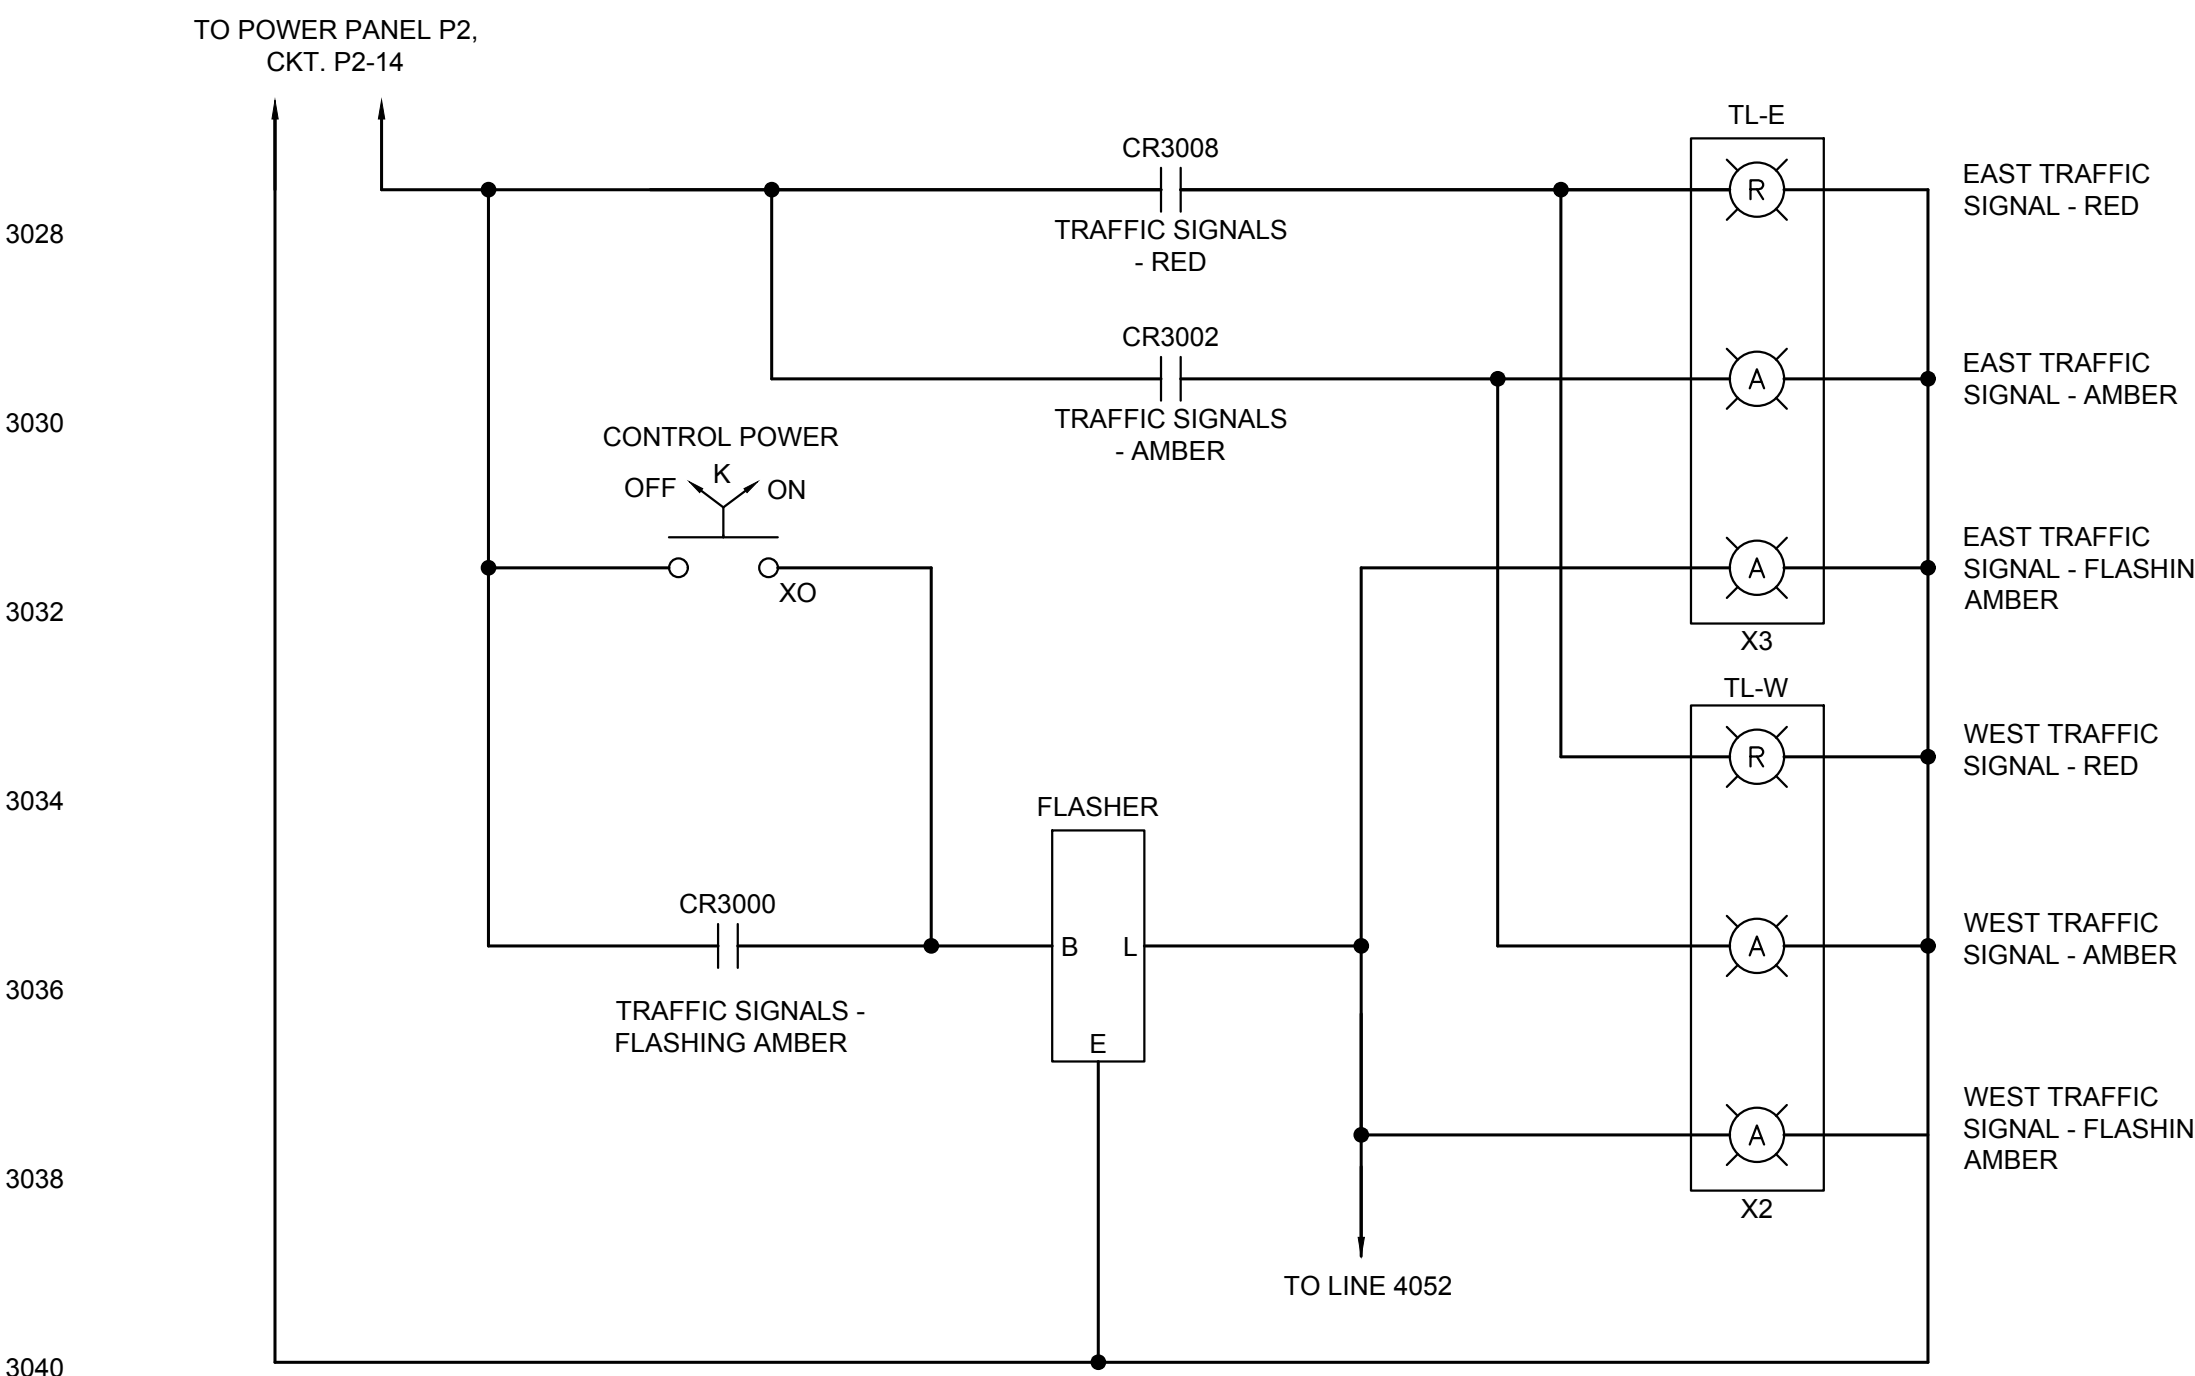 TO POWER PANEL P2,
CKT. P2-14
TL-E
CR3008
R
EAST TRAFFIC
SIGNAL - RED
3028
TRAFFIC SIGNALS
- RED
CR3002
A
EAST TRAFFIC
SIGNAL - AMBER
3030
TRAFFIC SIGNALS
- AMBER
CONTROL POWER
K
OFF
ON
XO
A
EAST TRAFFIC
SIGNAL - FLASHIN
AMBER
3032
X3
TL-W
R
WEST TRAFFIC
SIGNAL - RED
3034
FLASHER
CR3000
B
L
E
A
WEST TRAFFIC
SIGNAL - AMBER
3036
TRAFFIC SIGNALS -
FLASHING AMBER
A
WEST TRAFFIC
SIGNAL - FLASHIN
AMBER
3038
X2
TO LINE 4052
3040